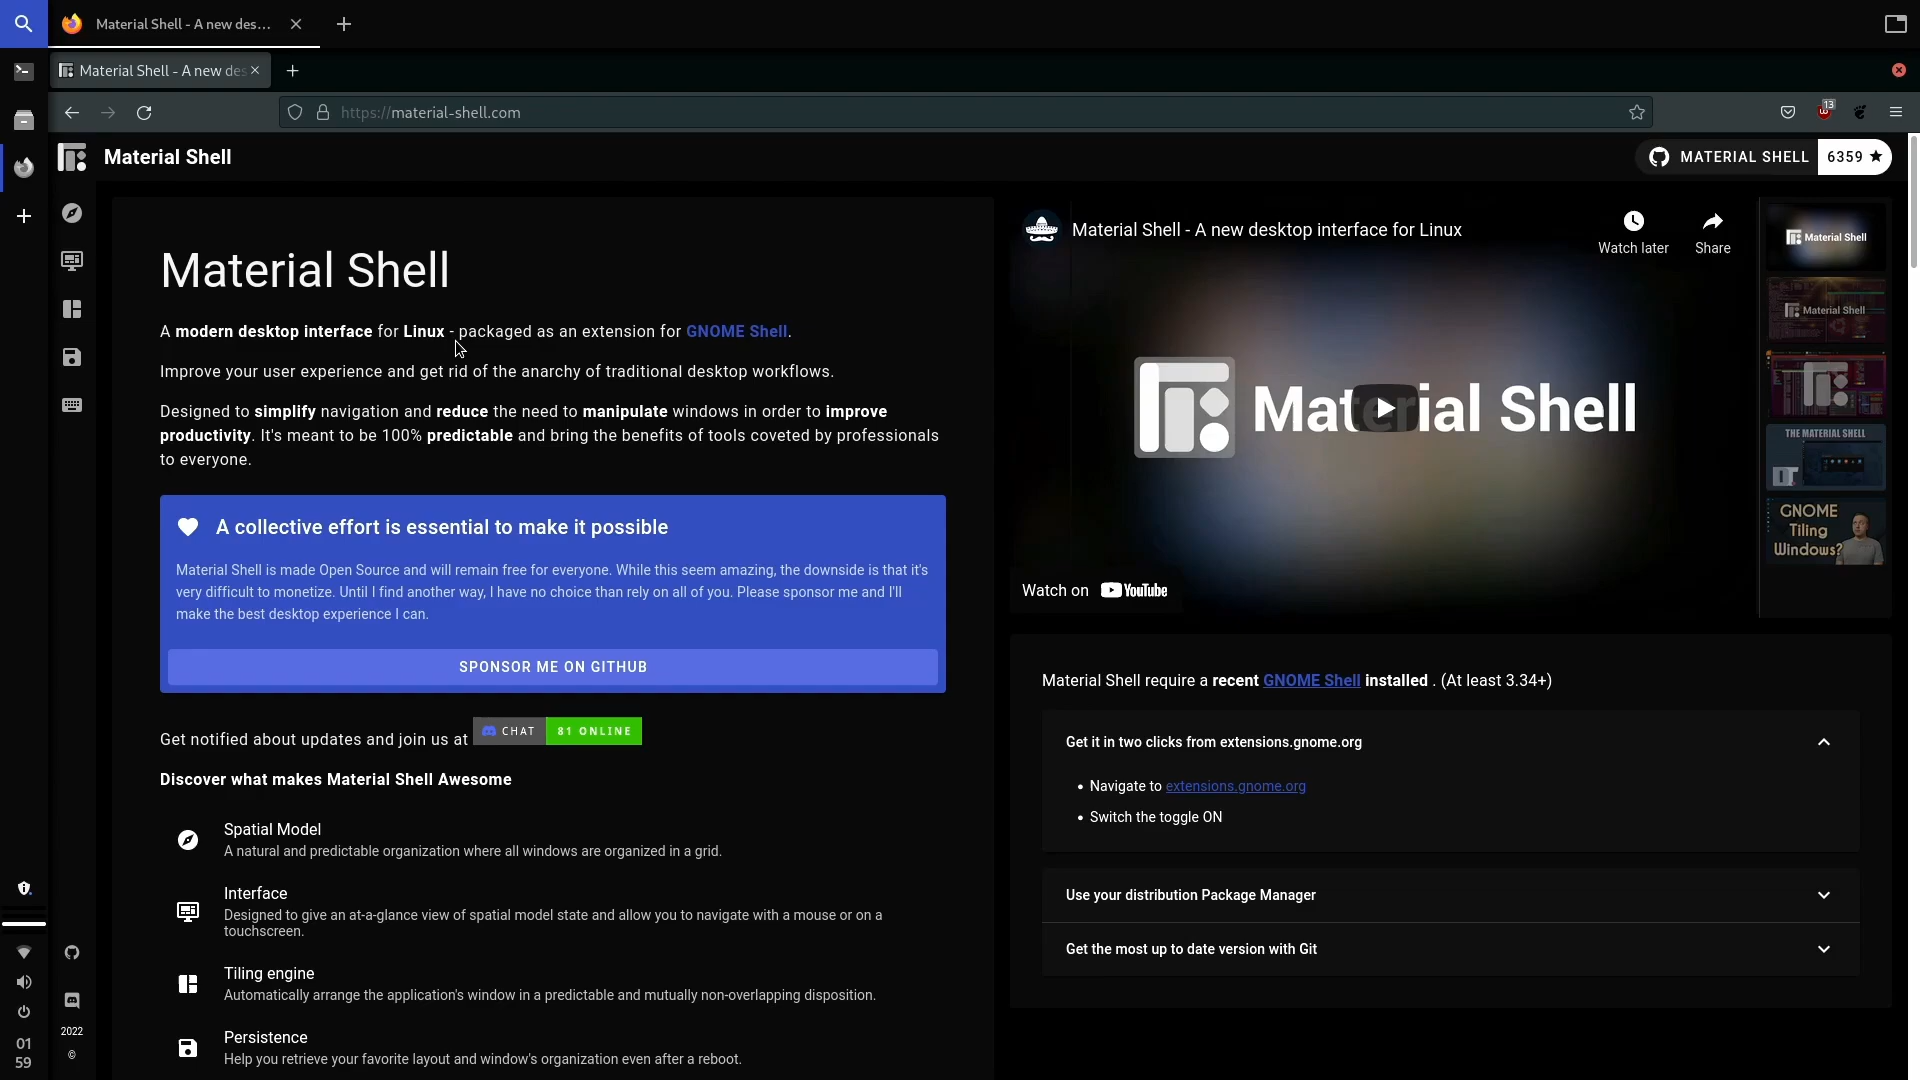 Material Shell - A new des...
Material Shell - A new des
https://material-shell.com
13
Material Shell
MATERIAL SHELL 6359 ★
Material Shell
A modern desktop interface for Linux - packaged as an extension for GNOME Shell.
Improve your user experience and get rid of the anarchy of traditional desktop workflows.
Designed to simplify navigation and reduce the need to manipulate windows in order to improve
productivity. It's meant to be 100% predictable and bring the benefits of tools coveted by professionals
to everyone.
A collective effort is essential to make it possible
Material Shell is made Open Source and will remain free for everyone. While this seem amazing, the downside is that it's
very difficult to monetize. Until I find another way, I have no choice than rely on all of you. Please sponsor me and I'll
make the best desktop experience I can.
SPONSOR ME ON GITHUB
Get notified about updates and join us at CHAT 81 ONLINE
Discover what makes Material Shell Awesome
Spatial Model
A natural and predictable organization where all windows are organized in a grid.
Interface
Designed to give an at-a-glance view of spatial model state and allow you to navigate with a mouse or on a
touchscreen.
Tiling engine
Automatically arrange the application's window in a predictable and mutually non-overlapping disposition.
Persistence
Help you retrieve your favorite layout and window's organization even after a reboot.
Material Shell - A new desktop interface for Linux
Watch later
Share
Material Shell
Watch on YouTube
Material Shell
Material Shell
THE MATERIAL SHELL
DT
GNOME
Tiling
Windows?
Material Shell require a recent GNOME Shell installed . (At least 3.34+)
Get it in two clicks from extensions.gnome.org
• Navigate to extensions.gnome.org
• Switch the toggle ON
Use your distribution Package Manager
Get the most up to date version with Git
2022
©
01
59